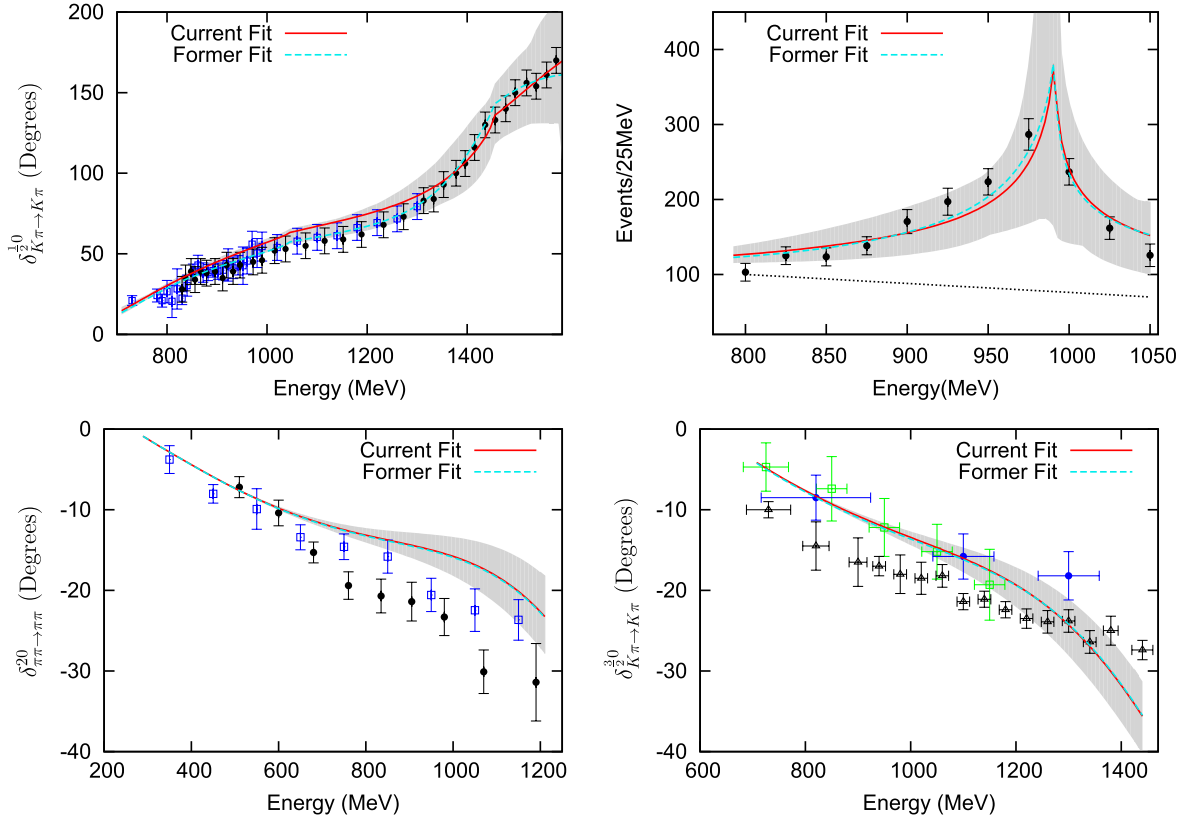 200
150
100
50
0
800
1000
1200
1400
Energy (MeV)
δ^{\frac{1}{2}0}_{Kπ→Kπ} (Degrees)
Current Fit
Former Fit
400
300
200
100
800
850
900
950
1000
1050
Energy(MeV)
Events/25MeV
Current Fit
Former Fit
0
-10
-20
-30
-40
200
400
600
800
1000
1200
Energy (MeV)
δ^{20}_{ππ→ππ} (Degrees)
Current Fit
Former Fit
0
-10
-20
-30
-40
600
800
1000
1200
1400
Energy (MeV)
δ^{\frac{3}{2}0}_{Kπ→Kπ} (Degrees)
Current Fit
Former Fit